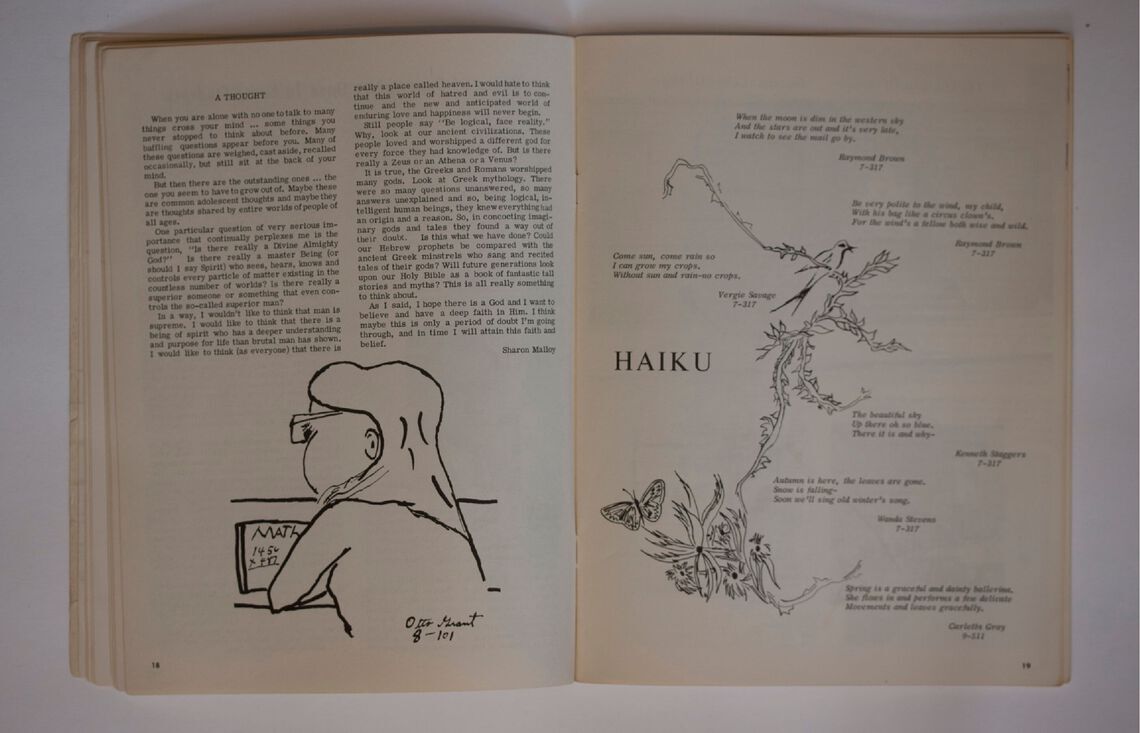 A THOUGHT
When you are alone with no one to talk to many
things cross your mind ... some things you
never stopped to think about before. Many
baffling questions appear before you. Many of
these questions are weighed, cast aside, recalled
occasionally, but still sit at the back of your
mind.
But then there are the outstanding ones ... the
one you seem to have to grow out of. Maybe these
are common adolescent thoughts and maybe they
are thoughts shared by entire worlds of people of
all ages.
One particular question of very serious im-
portance that continually perplexes me is the
question, "Is there really a Divine Almighty
God?" Is there really a master Being (or
should I say Spirit) who sees, hears, knows and
controls every particle of matter existing in the
countless number of worlds? Is there really a
superior someone or something that even con-
trols the so-called superior man?
In a way, I wouldn't like to think that man is
supreme. I would like to think that there is a
being of spirit who has a deeper understanding
and purpose for life than brutal man has shown.
I would like to think (as everyone) that there is
really a place called heaven. I would hate to think
that this world of hatred and evil is to con-
tinue and the new and anticipated world of
enduring love and happiness will never begin.
Still people say "Be logical, face reality."
Why, look at our ancient civilizations. These
people loved and worshipped a different god for
every force they had knowledge of. But is there
really a Zeus or an Athena or a Venus?
It is true, the Greeks and Romans worshipped
many gods. Look at Greek mythology. There
were so many questions unanswered, so many
answers unexplained and so, being logical, in-
telligent human beings, they knew everything had
an origin and a reason. So, in concocting imagi-
nary gods and tales they found a way out of
their doubt. Is this what we have done? Could
our Hebrew prophets be compared with the
ancient Greek minstrels who sang and recited
tales of their gods? Will future generations look
upon our Holy Bible as a book of fantastic tall
stories and myths? This is all really something
to think about.
As I said, I hope there is a God and I want to
believe and have a deep faith in Him. I think
maybe this is only a period of doubt I'm going
through, and in time I will attain this faith and
belief.
Sharon Malloy
MATH
Otis Grant
8-101
18
When the moon is dim in the western sky
And the stars are out and it's very late,
I watch to see the mail go by.
Raymond Brown
7-317
Be very polite to the wind, my child,
With his bag like a circus clown's.
For the wind's a fellow both wise and wild.
Raymond Brown
7-317
Come sun, come rain so
I can grow my crops.
Without sun and rain-no crops.
Vergie Savage
7-317
HAIKU
The beautiful sky
Up there oh so blue.
There it is and why-
Kenneth Staggers
7-317
Autumn is here, the leaves are gone.
Snow is falling-
Soon we'll sing old winter's song.
Wanda Stevens
7-317
Spring is a graceful and dainty ballerina.
She flows in and performs a few delicate
Movements and leaves gracefully.
Gray
9-311
19